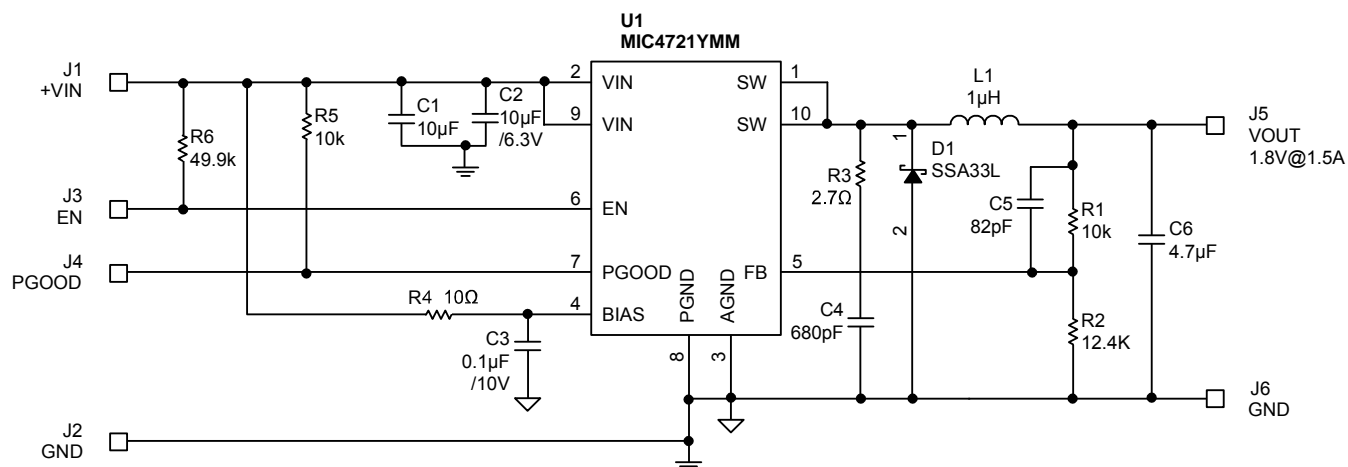 U1
MIC4721YMM
J1
+VIN
R6
49.9k
R5
10k
C1
10µF
C2
10µF
/6.3V
2
VIN
9
VIN
SW
1
SW
10
L1
1µH
J5
VOUT
1.8V@1.5A
1
D1
SSA33L
2
R3
2.7Ω
C5
82pF
R1
10k
C6
4.7µF
J3
EN
6
EN
J4
PGOOD
7
PGOOD
FB
5
R4 10Ω
4
BIAS
PGND
AGND
8
3
C3
0.1µF
/10V
C4
680pF
R2
12.4K
J2
GND
J6
GND